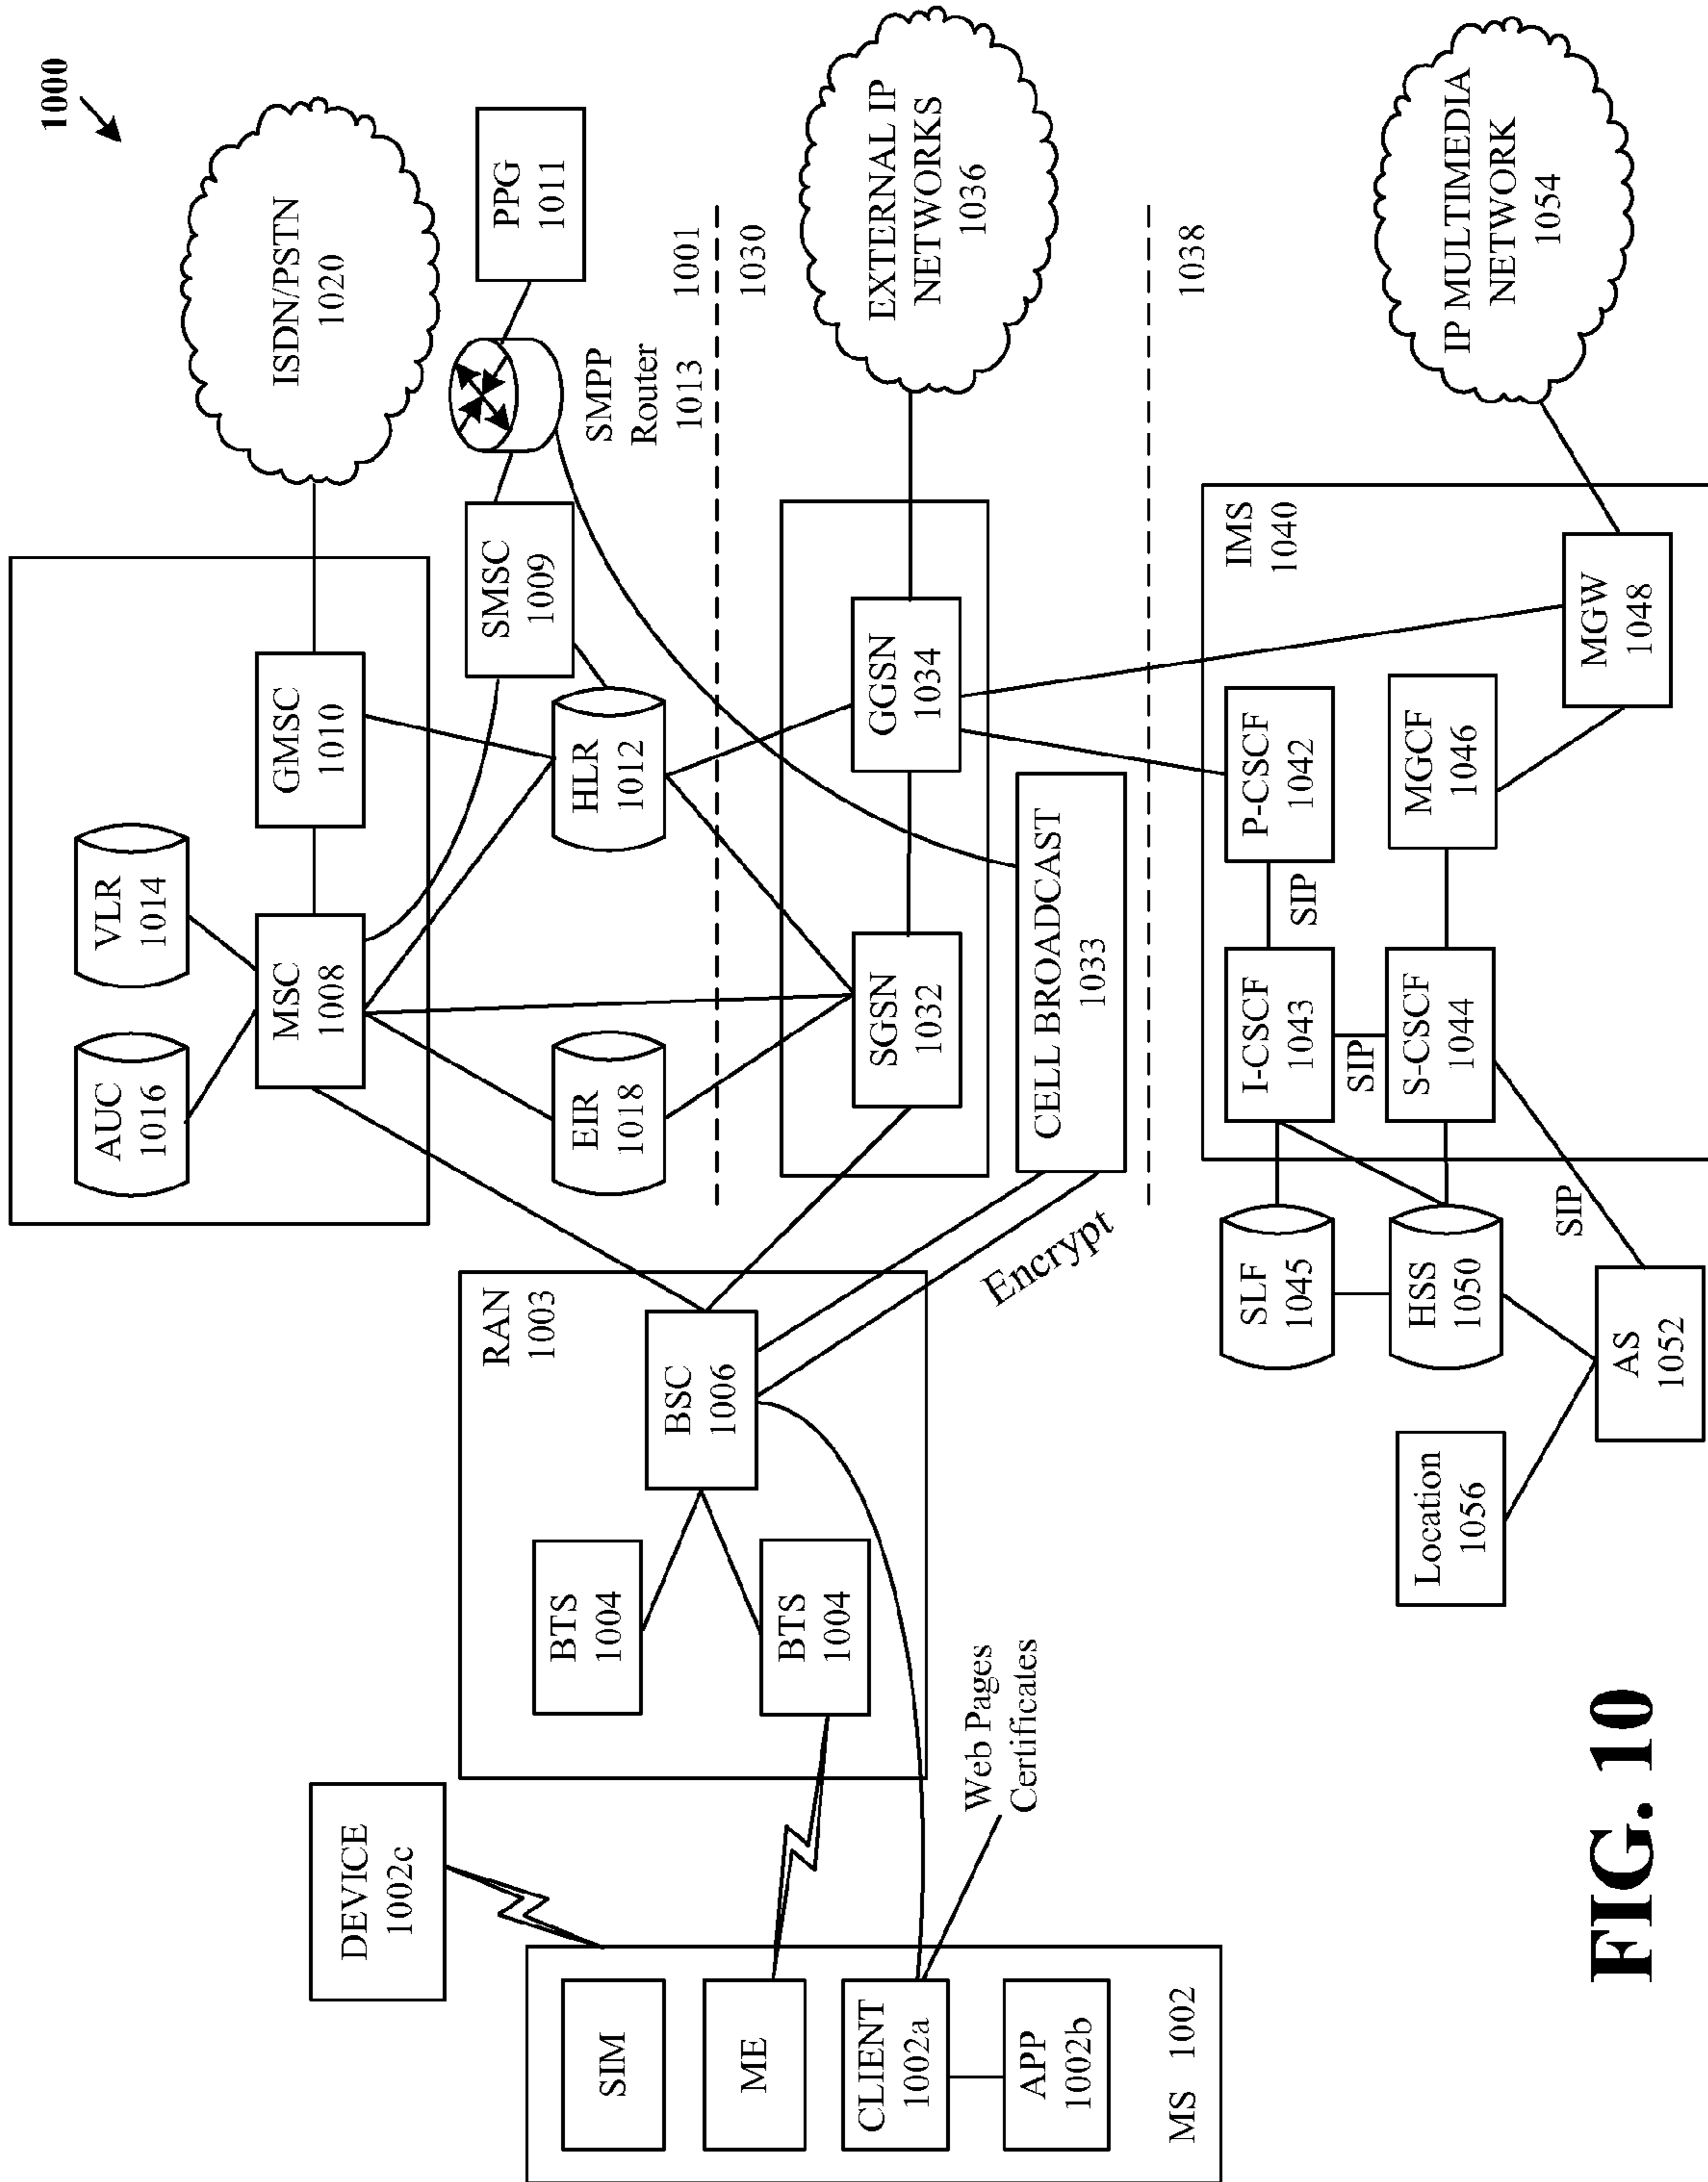 1000
DEVICE
1002c
SIM
ME
CLIENT
1002a
APP
1002b
MS 1002
Web Pages
Certificates
RAN
1003
BTS
1004
BTS
1004
BSC
1006
AUC
1016
VLR
1014
MSC
1008
GMSC
1010
ISDN/PSTN
1020
EIR
1018
HLR
1012
SMSC
1009
SMPP
Router
1013
PPG
1011
1001
1030
SGSN
1032
GGSN
1034
EXTERNAL IP
NETWORKS
1036
CELL BROADCAST
1033
Encrypt
1038
IMS
1040
P-CSCF
1042
SIP
I-CSCF
1043
SIP
S-CSCF
1044
MGCF
1046
MGW
1048
IP MULTIMEDIA
NETWORK
1054
SLF
1045
HSS
1050
SIP
AS
1052
Location
1056
FIG. 10